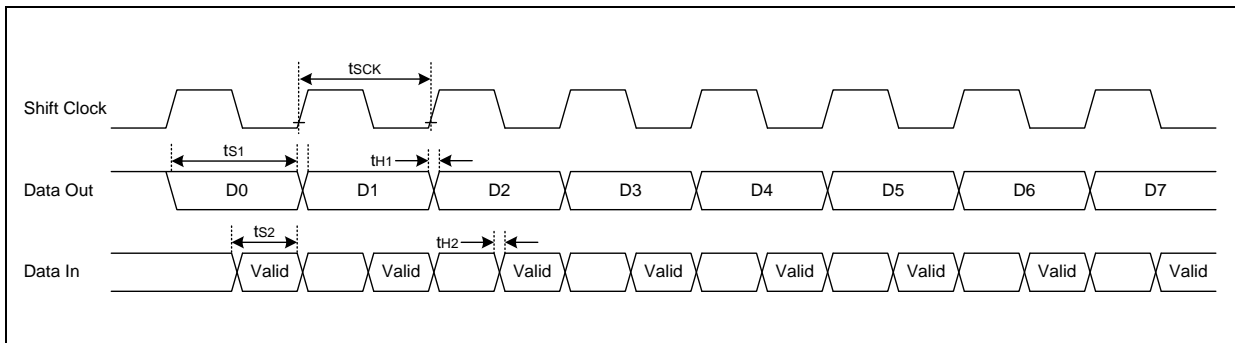 tSCK
Shift Clock
tS1
tH1
Data Out D0 D1 D2 D3 D4 D5 D6 D7
tS2
tH2
Data In Valid Valid Valid Valid Valid Valid Valid Valid